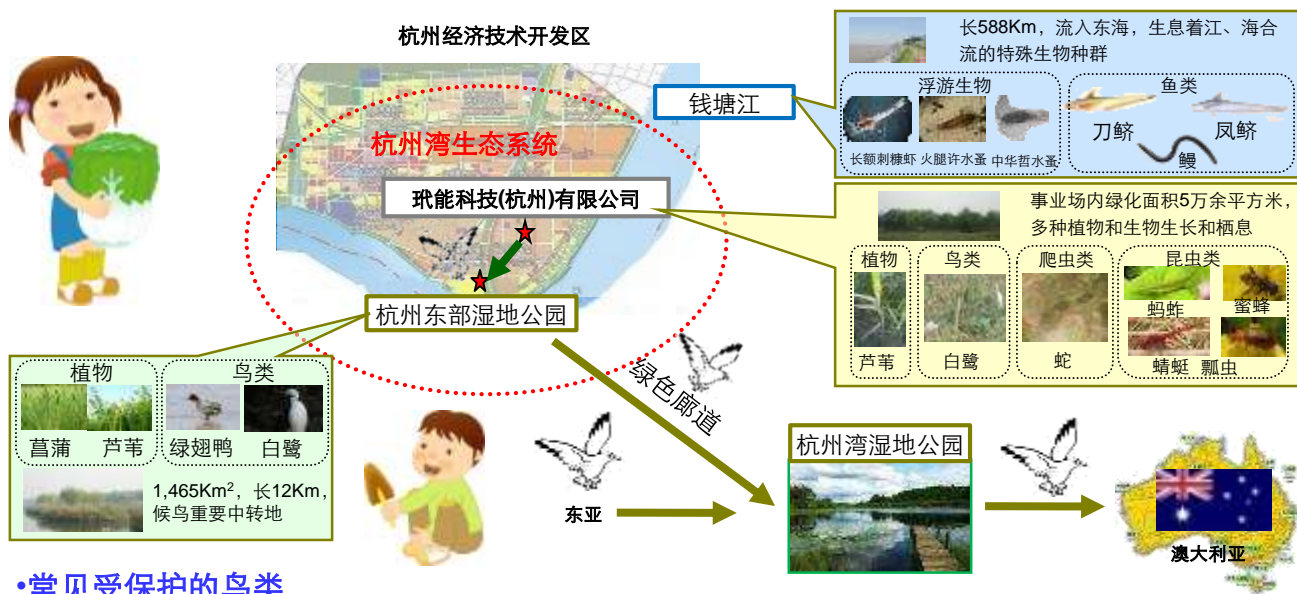 杭州经济技术开发区
长588Km，流入东海，生息着江、海合
流的特殊生物种群
浮游生物
鱼类
钱塘江
长额刺糠虾 火腿许水蚤 中华哲水蚤
刀鲚
凤鲚
鳗
杭州湾生态系统
玳能科技(杭州)有限公司
事业场内绿化面积5万余平方米，
多种植物和生物生长和栖息
植物
鸟类
爬虫类
昆虫类
蚂蚱
蜜蜂
芦苇
白鹭
蛇
蜻蜓 瓢虫
杭州东部湿地公园
植物
鸟类
菖蒲
芦苇
绿翅鸭
白鹭
1,465Km²，长12Km，
候鸟重要中转地
绿色廊道
杭州湾湿地公园
东亚
澳大利亚
•常见受保护的鸟类